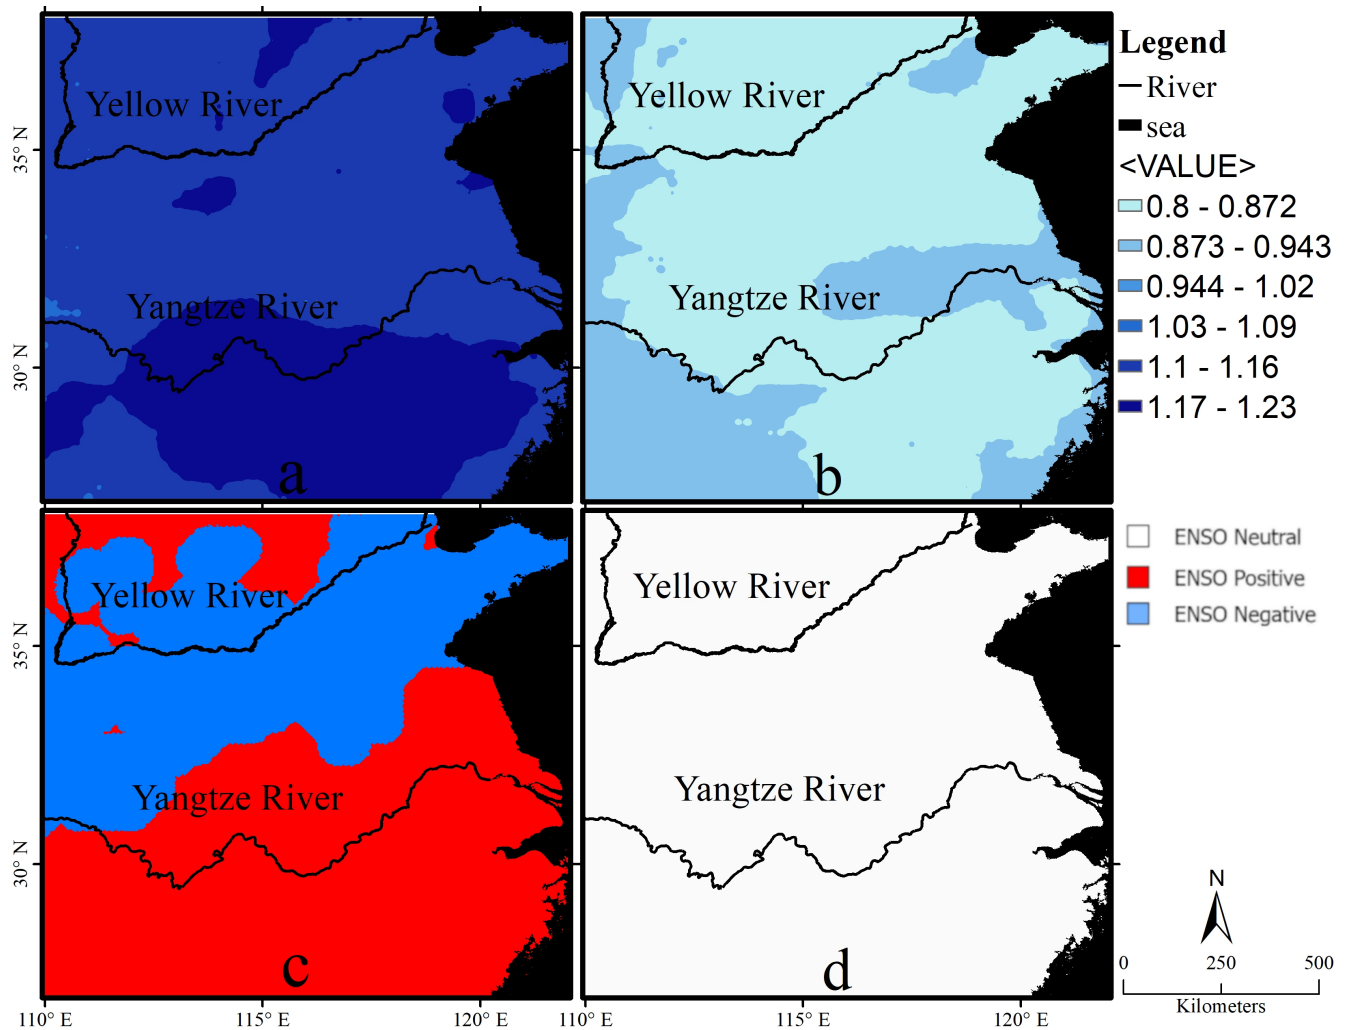 Legend
River
sea
<VALUE>
0.8 - 0.872
0.873 - 0.943
0.944 - 1.02
1.03 - 1.09
1.1 - 1.16
1.17 - 1.23
Yellow River
Yangtze River
a
Yellow River
Yangtze River
b
35° N
30° N
Yellow River
Yangtze River
c
Yellow River
Yangtze River
d
35° N
30° N
ENSO Neutral
ENSO Positive
ENSO Negative
N
0 250 500
Kilometers
110° E 115° E 120° E 110° E 115° E 120° E